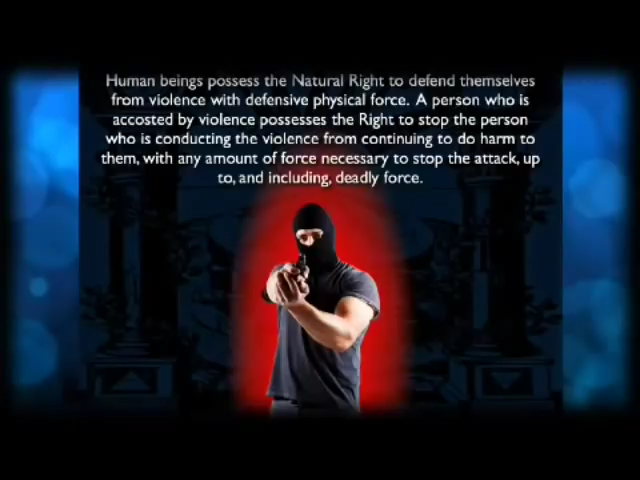 Human beings possess the Natural Right to defend themselves
from violence with defensive physical force. A person who is
accosted by violence possesses the Right to stop the person
who is conducting the violence from continuing to do harm to
them, with any amount of force necessary to stop the attack, up
to, and including, deadly force.